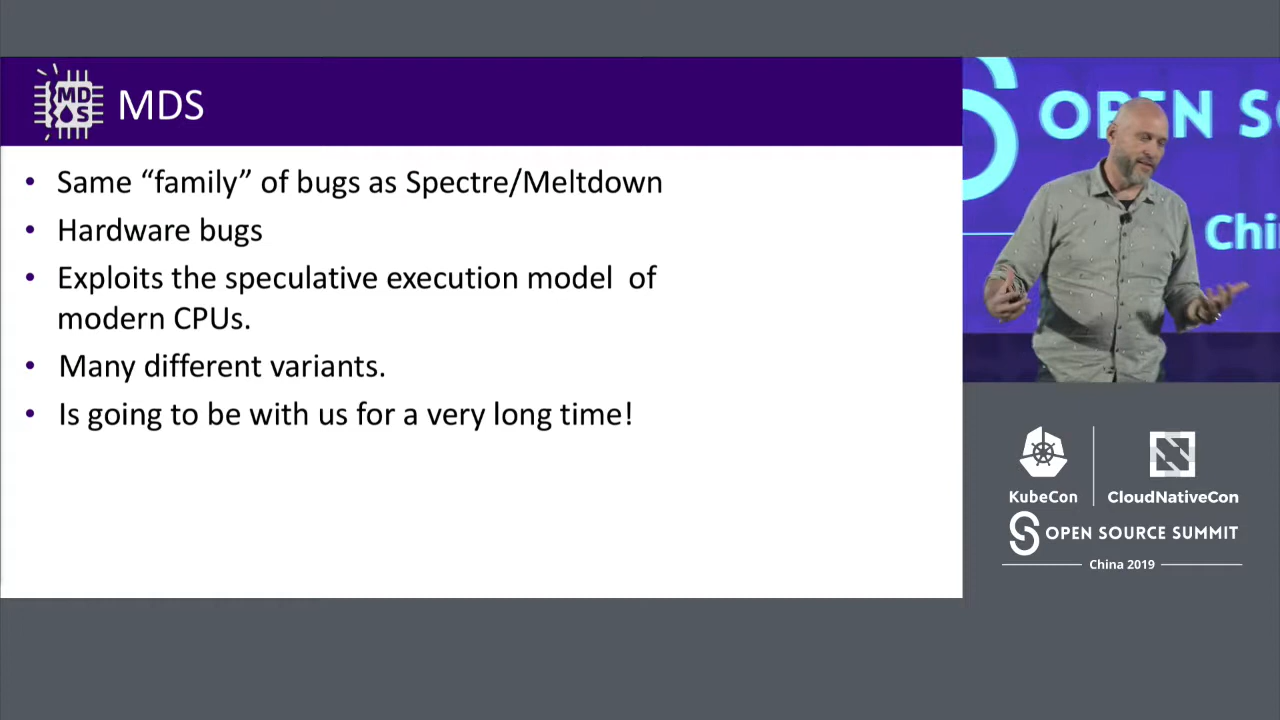 MDS
MDS
• Same “family” of bugs as Spectre/Meltdown
• Hardware bugs
• Exploits the speculative execution model of
modern CPUs.
• Many different variants.
• Is going to be with us for a very long time!
OPEN S
Chi
KubeCon
CloudNativeCon
OPEN SOURCE SUMMIT
China 2019